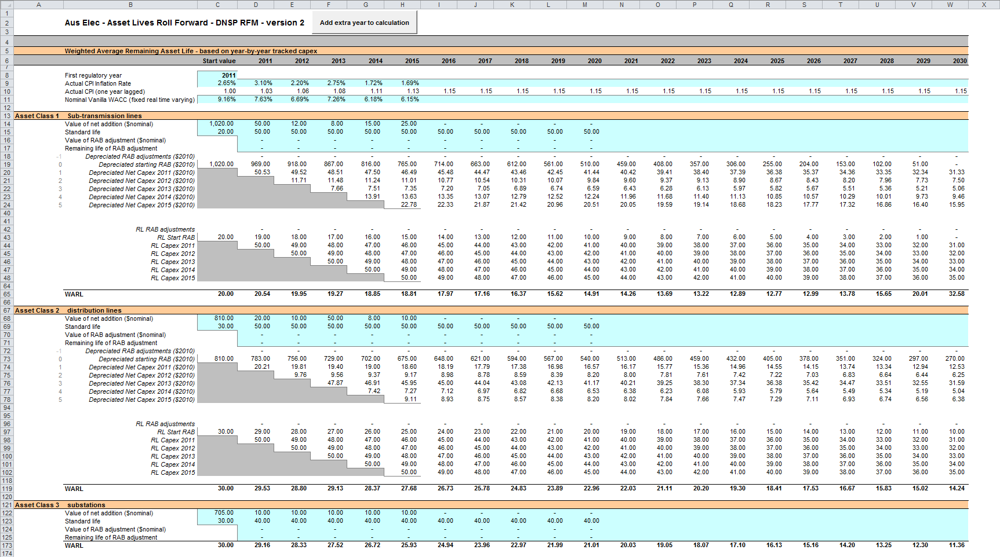 A B C D E F G H I J K L M N O P Q R S T U V W X
1
2 Aus Elec - Asset Lives Roll Forward - DNSP RFM - version 2 Add extra year to calculation
3
4
5 Weighted Average Remaining Asset Life - based on year-by-year tracked capex
6 Start value 2011 2012 2013 2014 2015 2016 2017 2018 2019 2020 2021 2022 2023 2024 2025 2026 2027 2028 2029 2030
7
8 First regulatory year 2011
9 Actual CPI Inflation Rate 2.65% 3.10% 2.20% 2.75% 1.72% 1.69%
10 Actual CPI (one year lagged) 1.00 1.03 1.06 1.08 1.11 1.13 1.15 1.15 1.15 1.15 1.15 1.15 1.15 1.15 1.15 1.15 1.15 1.15 1.15 1.15 1.15
11 Nominal Vanilla WACC (fixed real time varying) 9.16% 7.63% 6.69% 7.26% 6.18% 6.15%
12
13 Asset Class 1 Sub-transmission lines
14 Value of net addition ($nominal) 1,020.00 50.00 12.00 8.00 15.00 25.00 - - - - -
15 Standard life 20.00 50.00 50.00 50.00 50.00 50.00 50.00 50.00 50.00 50.00 50.00
16 Value of RAB adjustment ($nominal) - - - - - - - - - -
17 Remaining life of RAB adjustment - - - - - - - - - -
18 -1 Depreciated RAB adjustments ($2010) - - - - - - - - - - - - - - - - - - - -
19 0 Depreciated starting RAB ($2010) 1,020.00 969.00 918.00 867.00 816.00 765.00 714.00 663.00 612.00 561.00 510.00 459.00 408.00 357.00 306.00 255.00 204.00 153.00 102.00 51.00 -
20 1 Depreciated Net Capex 2011 ($2010) 50.53 49.52 48.51 47.50 46.49 45.48 44.47 43.46 42.45 41.44 40.42 39.41 38.40 37.39 36.38 35.37 34.36 33.35 32.34 31.33
21 2 Depreciated Net Capex 2012 ($2010) 11.71 11.48 11.24 11.01 10.77 10.54 10.31 10.07 9.84 9.60 9.37 9.13 8.90 8.67 8.43 8.20 7.96 7.73 7.50
22 3 Depreciated Net Capex 2013 ($2010) 7.66 7.51 7.35 7.20 7.05 6.89 6.74 6.59 6.43 6.28 6.13 5.97 5.82 5.67 5.51 5.36 5.21 5.06
23 4 Depreciated Net Capex 2014 ($2010) 13.91 13.63 13.35 13.07 12.79 12.52 12.24 11.96 11.68 11.40 11.13 10.85 10.57 10.29 10.01 9.73 9.46
24 5 Depreciated Net Capex 2015 ($2010) 22.78 22.33 21.87 21.42 20.96 20.51 20.05 19.59 19.14 18.68 18.23 17.77 17.32 16.86 16.40 15.95
40
41
42 RL RAB adjustments - - - - - - - - - - - - - - - - - - - -
43 RL Start RAB 20.00 19.00 18.00 17.00 16.00 15.00 14.00 13.00 12.00 11.00 10.00 9.00 8.00 7.00 6.00 5.00 4.00 3.00 2.00 1.00 -
44 RL Capex 2011 50.00 49.00 48.00 47.00 46.00 45.00 44.00 43.00 42.00 41.00 40.00 39.00 38.00 37.00 36.00 35.00 34.00 33.00 32.00 31.00
45 RL Capex 2012 50.00 49.00 48.00 47.00 46.00 45.00 44.00 43.00 42.00 41.00 40.00 39.00 38.00 37.00 36.00 35.00 34.00 33.00 32.00
46 RL Capex 2013 50.00 49.00 48.00 47.00 46.00 45.00 44.00 43.00 42.00 41.00 40.00 39.00 38.00 37.00 36.00 35.00 34.00 33.00
47 RL Capex 2014 50.00 49.00 48.00 47.00 46.00 45.00 44.00 43.00 42.00 41.00 40.00 39.00 38.00 37.00 36.00 35.00 34.00
48 RL Capex 2015 50.00 49.00 48.00 47.00 46.00 45.00 44.00 43.00 42.00 41.00 40.00 39.00 38.00 37.00 36.00 35.00
64
65 WARL 20.00 20.54 19.95 19.27 18.85 18.81 17.97 17.16 16.37 15.62 14.91 14.26 13.69 13.22 12.89 12.77 12.99 13.78 15.65 20.01 32.58
66
67 Asset Class 2 distribution lines
68 Value of net addition ($nominal) 810.00 20.00 10.00 50.00 8.00 10.00 - - - - -
69 Standard life 30.00 50.00 50.00 50.00 50.00 50.00 50.00 50.00 50.00 50.00 50.00
70 Value of RAB adjustment ($nominal) - - - - - - - - - -
71 Remaining life of RAB adjustment - - - - - - - - - -
72 -1 Depreciated RAB adjustments ($2010) - - - - - - - - - - - - - - - - - - - -
73 0 Depreciated starting RAB ($2010) 810.00 783.00 756.00 729.00 702.00 675.00 648.00 621.00 594.00 567.00 540.00 513.00 486.00 459.00 432.00 405.00 378.00 351.00 324.00 297.00 270.00
74 1 Depreciated Net Capex 2011 ($2010) 20.21 19.81 19.40 19.00 18.60 18.19 17.79 17.38 16.98 16.57 16.17 15.77 15.36 14.96 14.55 14.15 13.74 13.34 12.94 12.53
75 2 Depreciated Net Capex 2012 ($2010) 9.76 9.56 9.37 9.17 8.98 8.78 8.59 8.39 8.20 8.00 7.81 7.61 7.42 7.22 7.03 6.83 6.64 6.44 6.25
76 3 Depreciated Net Capex 2013 ($2010) 47.87 46.91 45.95 45.00 44.04 43.08 42.13 41.17 40.21 39.25 38.30 37.34 36.38 35.42 34.47 33.51 32.55 31.59
77 4 Depreciated Net Capex 2014 ($2010) 7.42 7.27 7.12 6.97 6.82 6.68 6.53 6.38 6.23 6.08 5.93 5.79 5.64 5.49 5.34 5.19 5.04
78 5 Depreciated Net Capex 2015 ($2010) 9.11 8.93 8.75 8.57 8.38 8.20 8.02 7.84 7.66 7.47 7.29 7.11 6.93 6.74 6.56 6.38
94
95
96 RL RAB adjustments - - - - - - - - - - - - - - - - - - - -
97 RL Start RAB 30.00 29.00 28.00 27.00 26.00 25.00 24.00 23.00 22.00 21.00 20.00 19.00 18.00 17.00 16.00 15.00 14.00 13.00 12.00 11.00 10.00
98 RL Capex 2011 50.00 49.00 48.00 47.00 46.00 45.00 44.00 43.00 42.00 41.00 40.00 39.00 38.00 37.00 36.00 35.00 34.00 33.00 32.00 31.00
99 RL Capex 2012 50.00 49.00 48.00 47.00 46.00 45.00 44.00 43.00 42.00 41.00 40.00 39.00 38.00 37.00 36.00 35.00 34.00 33.00 32.00
100 RL Capex 2013 50.00 49.00 48.00 47.00 46.00 45.00 44.00 43.00 42.00 41.00 40.00 39.00 38.00 37.00 36.00 35.00 34.00 33.00
101 RL Capex 2014 50.00 49.00 48.00 47.00 46.00 45.00 44.00 43.00 42.00 41.00 40.00 39.00 38.00 37.00 36.00 35.00 34.00
102 RL Capex 2015 50.00 49.00 48.00 47.00 46.00 45.00 44.00 43.00 42.00 41.00 40.00 39.00 38.00 37.00 36.00 35.00
118
119 WARL 30.00 29.53 28.80 29.13 28.37 27.68 26.73 25.78 24.83 23.89 22.96 22.03 21.11 20.20 19.30 18.41 17.53 16.67 15.83 15.02 14.24
120
121 Asset Class 3 substations
122 Value of net addition ($nominal) 705.00 10.00 10.00 10.00 10.00 10.00 - - - - -
123 Standard life 30.00 40.00 40.00 40.00 40.00 40.00 40.00 40.00 40.00 40.00 40.00
124 Value of RAB adjustment ($nominal) - - - - - - - - - -
125 Remaining life of RAB adjustment - - - - - - - - - -
173 WARL 30.00 29.16 28.33 27.52 26.72 25.93 24.94 23.96 22.97 21.99 21.01 20.03 19.05 18.07 17.10 16.13 15.16 14.20 13.25 12.30 11.36
174